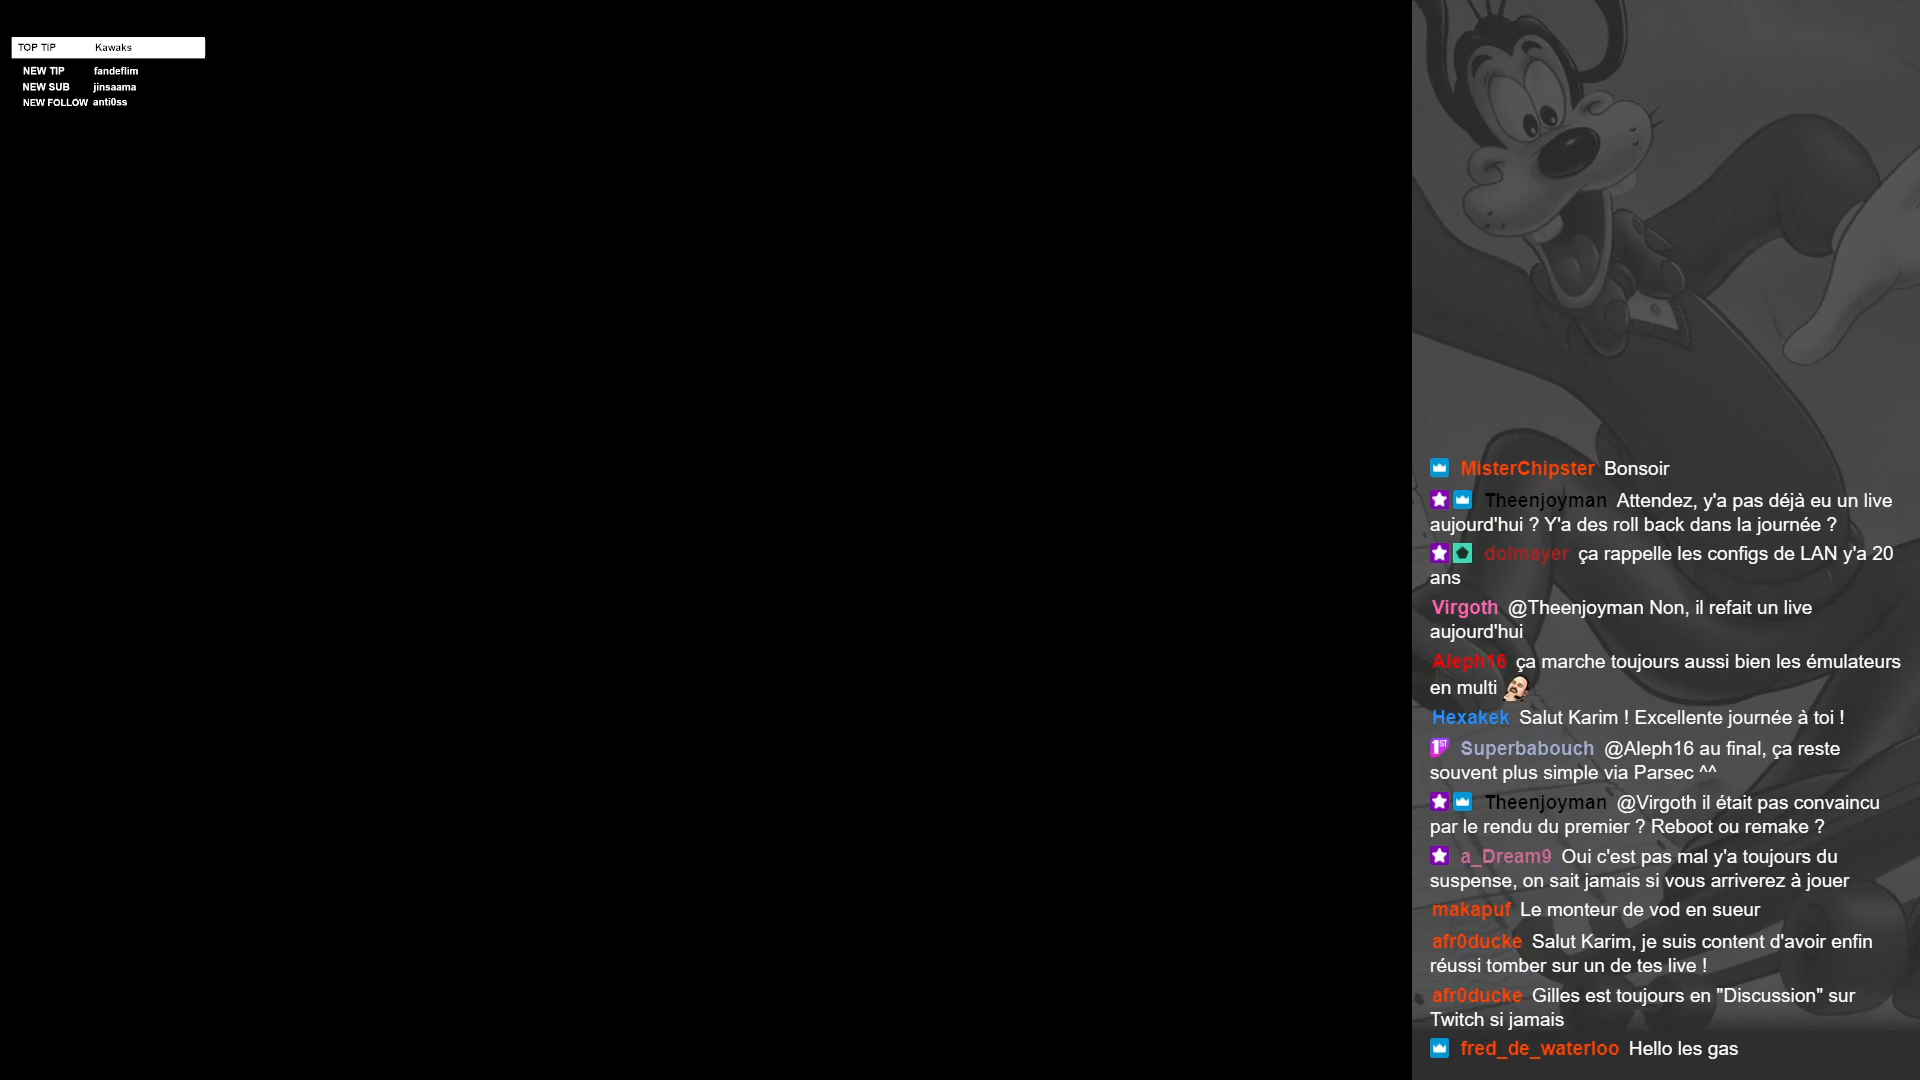 TOP TIP Kawaks
NEW TIP fandeflim
NEW SUB jinsaama
NEW FOLLOW anti0ss
MisterChipster Bonsoir
Theenjoyman Attendez, y'a pas déjà eu un live
aujourd'hui ? Y'a des roll back dans la journée ?
dolmayer ça rappelle les configs de LAN y'a 20
ans
Virgoth @Theenjoyman Non, il refait un live
aujourd'hui
Aleph16 ça marche toujours aussi bien les émulateurs
en multi
Hexakek Salut Karim ! Excellente journée à toi !
1ST Superbabouch @Aleph16 au final, ça reste
souvent plus simple via Parsec ^^
Theenjoyman @Virgoth il était pas convaincu
par le rendu du premier ? Reboot ou remake ?
a_Dream9 Oui c'est pas mal y'a toujours du
suspense, on sait jamais si vous arriverez à jouer
makapuf Le monteur de vod en sueur
afr0ducke Salut Karim, je suis content d'avoir enfin
réussi tomber sur un de tes live !
afr0ducke Gilles est toujours en "Discussion" sur
Twitch si jamais
fred_de_waterloo Hello les gas